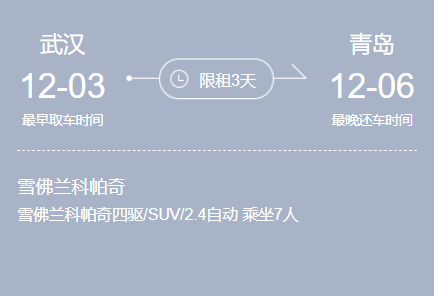 武汉
青岛
12-03
限租3天
12-06
最早取车时间
最晚还车时间
雪佛兰科帕奇
雪佛兰科帕奇四驱/SUV/2.4自动 乘坐7人